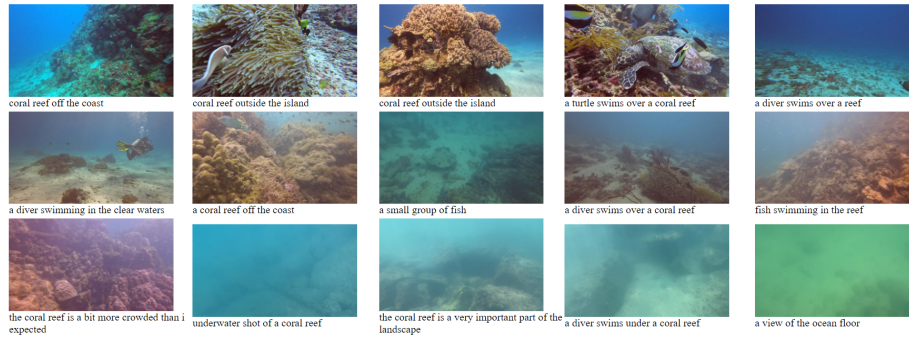 coral reef off the coast
coral reef outside the island
coral reef outside the island
a turtle swims over a coral reef
a diver swims over a reef
a diver swimming in the clear waters
a coral reef off the coast
a small group of fish
a diver swims over a coral reef
fish swimming in the reef
the coral reef is a bit more crowded than i
expected
underwater shot of a coral reef
the coral reef is a very important part of the
landscape
a diver swims under a coral reef
a view of the ocean floor